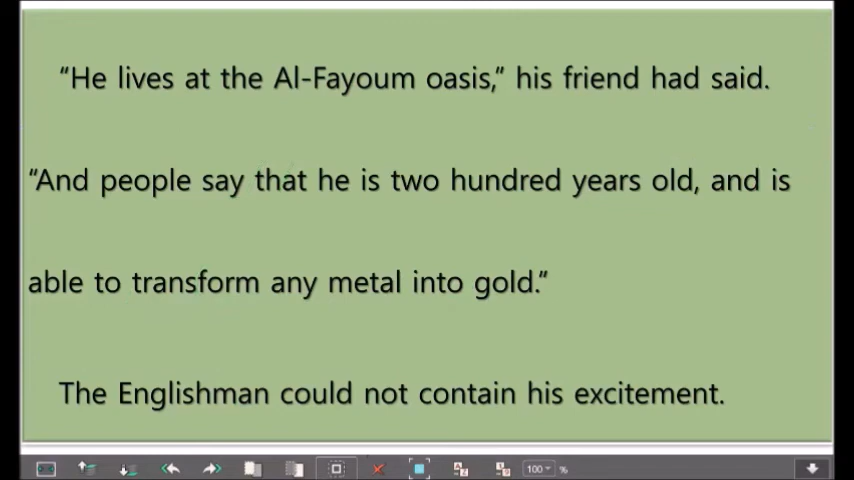 “He lives at the Al-Fayoum oasis,” his friend had said.
“And people say that he is two hundred years old, and is
able to transform any metal into gold.”
The Englishman could not contain his excitement.
100 %